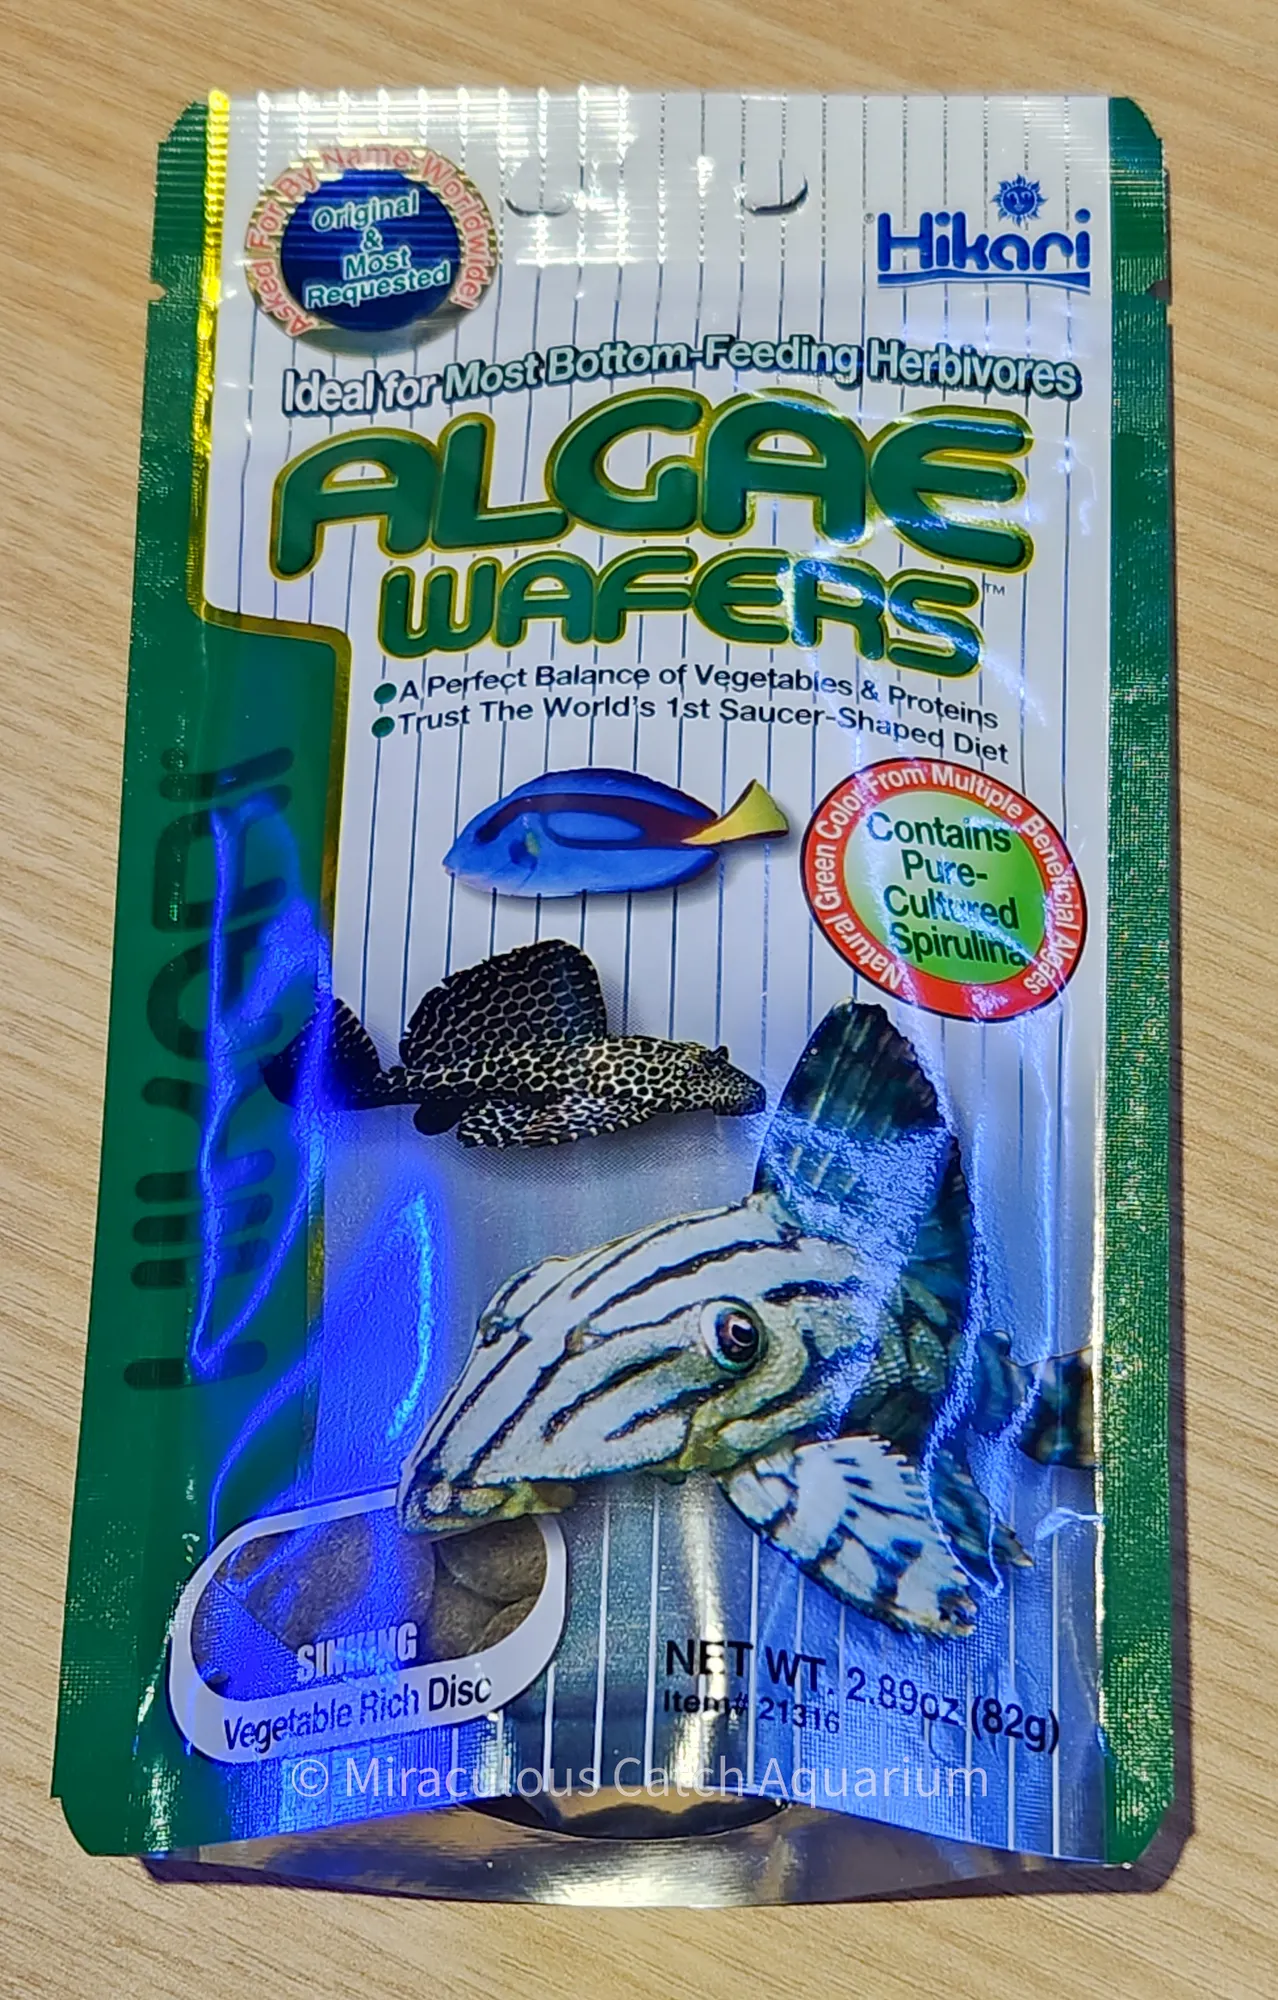 Asked For By Name-Worldwide!
Original
&
Most
Requested
Hikari
Ideal for Most Bottom-Feeding Herbivores
ALGAE
WAFERS™
A Perfect Balance of Vegetables & Proteins
Trust The World's 1st Saucer-Shaped Diet
Natural Green Color From Multiple Beneficial Algaes
Contains
Pure-
Cultured
Spirulina
HIKARI
SINKING
Vegetable Rich Disc
NET WT. 2.89oz (82g)
Item# 21316
© Miraculous Catch Aquarium